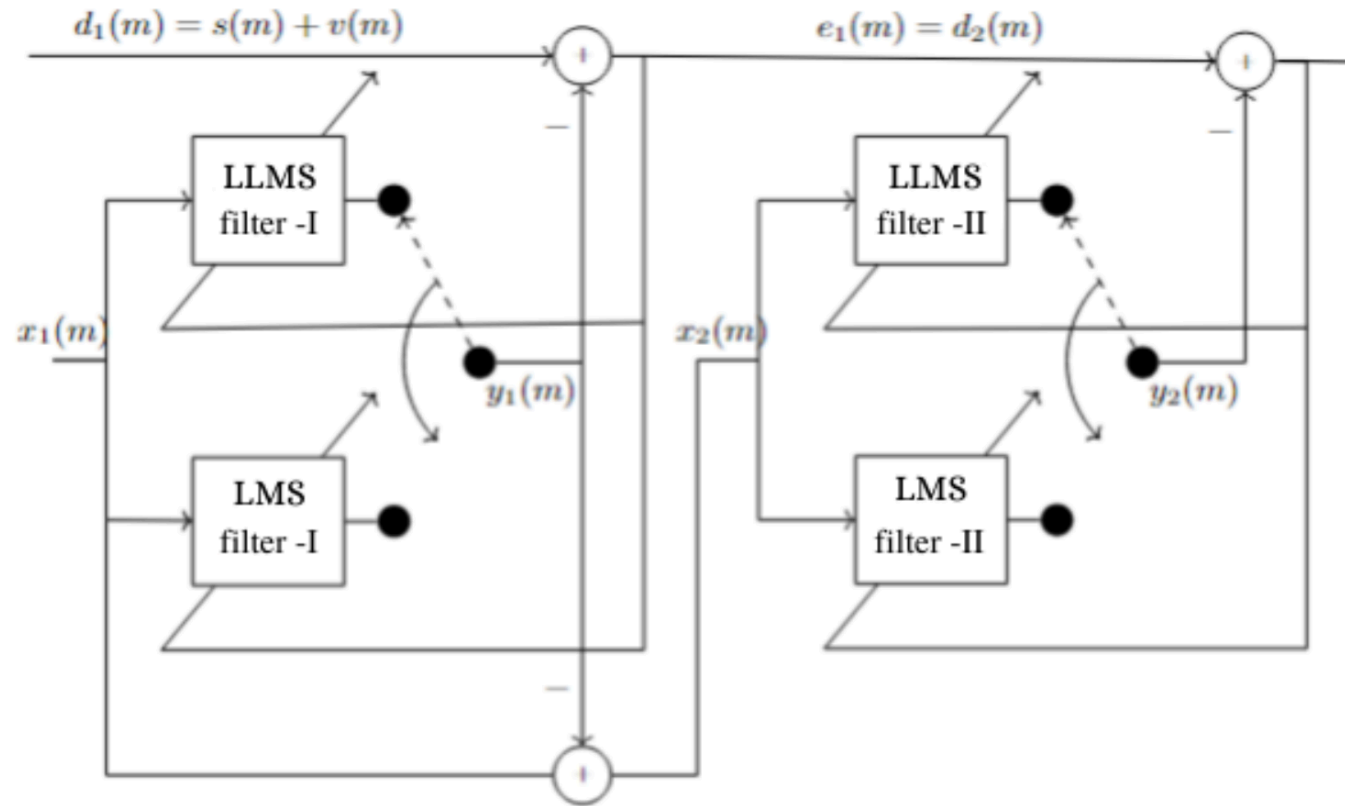 d₁(m) = s(m) + v(m)
e₁(m) = d₂(m)
+
+
−
−
LLMS
filter -I
LLMS
filter -II
x₁(m)
x₂(m)
y₁(m)
y₂(m)
LMS
filter -I
LMS
filter -II
−
+